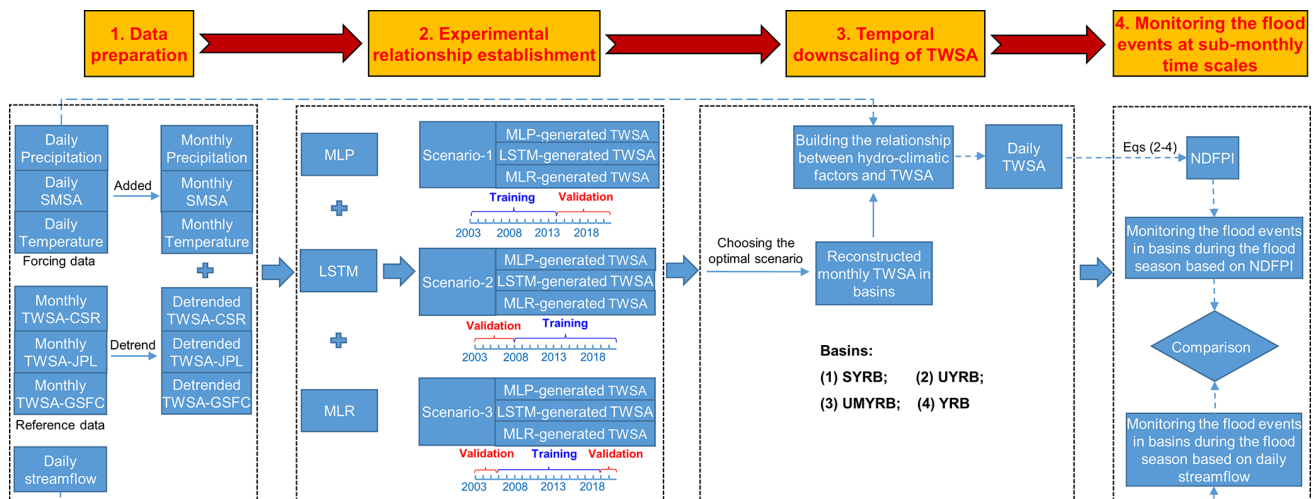 1. Data
preparation
2. Experimental
relationship establishment
3. Temporal
downscaling of TWSA
4. Monitoring the flood
events at sub-monthly
time scales
Daily
Precipitation
Daily
SMSA
Daily
Temperature
Forcing data
Added
Monthly
Precipitation
Monthly
SMSA
Monthly
Temperature
Monthly
TWSA-CSR
Monthly
TWSA-JPL
Monthly
TWSA-GSFC
Reference data
Detrend
Detrended
TWSA-CSR
Detrended
TWSA-JPL
Detrended
TWSA-GSFC
Daily
streamflow
MLP
LSTM
MLR
Scenario-1
MLP-generated TWSA
LSTM-generated TWSA
MLR-generated TWSA
Training Validation
2003 2008 2013 2018
Scenario-2
MLP-generated TWSA
LSTM-generated TWSA
MLR-generated TWSA
Validation Training
2003 2008 2013 2018
Scenario-3
MLP-generated TWSA
LSTM-generated TWSA
MLR-generated TWSA
Validation Training Validation
2003 2008 2013 2018
Choosing the
optimal scenario
Building the relationship
between hydro-climatic
factors and TWSA
Reconstructed
monthly TWSA in
basins
Daily
TWSA
Basins:
(1) SYRB; (2) UYRB;
(3) UMYRB; (4) YRB
Eqs (2-4)
NDFPI
Monitoring the flood events
in basins during the flood
season based on NDFPI
Comparison
Monitoring the flood events
in basins during the flood
season based on daily
streamflow